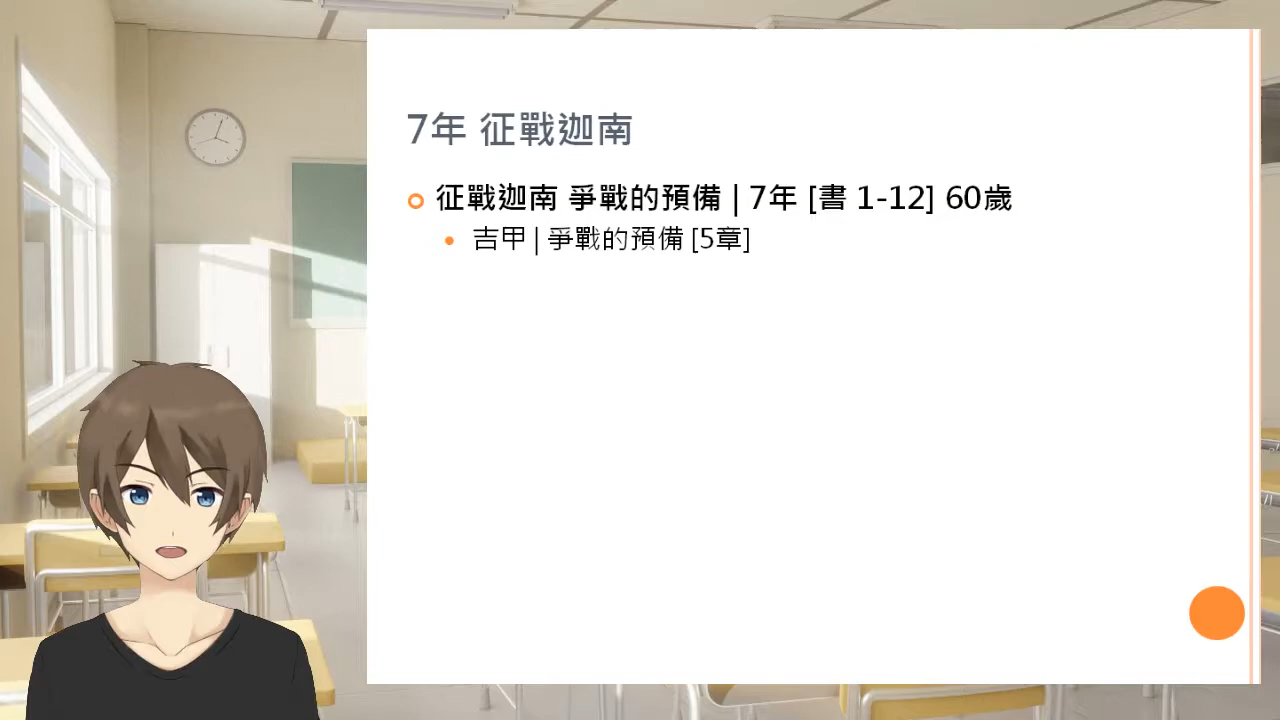 7年 征戰迦南
征戰迦南 爭戰的預備 | 7年 [書 1-12] 60歲
吉甲 | 爭戰的預備 [5章]